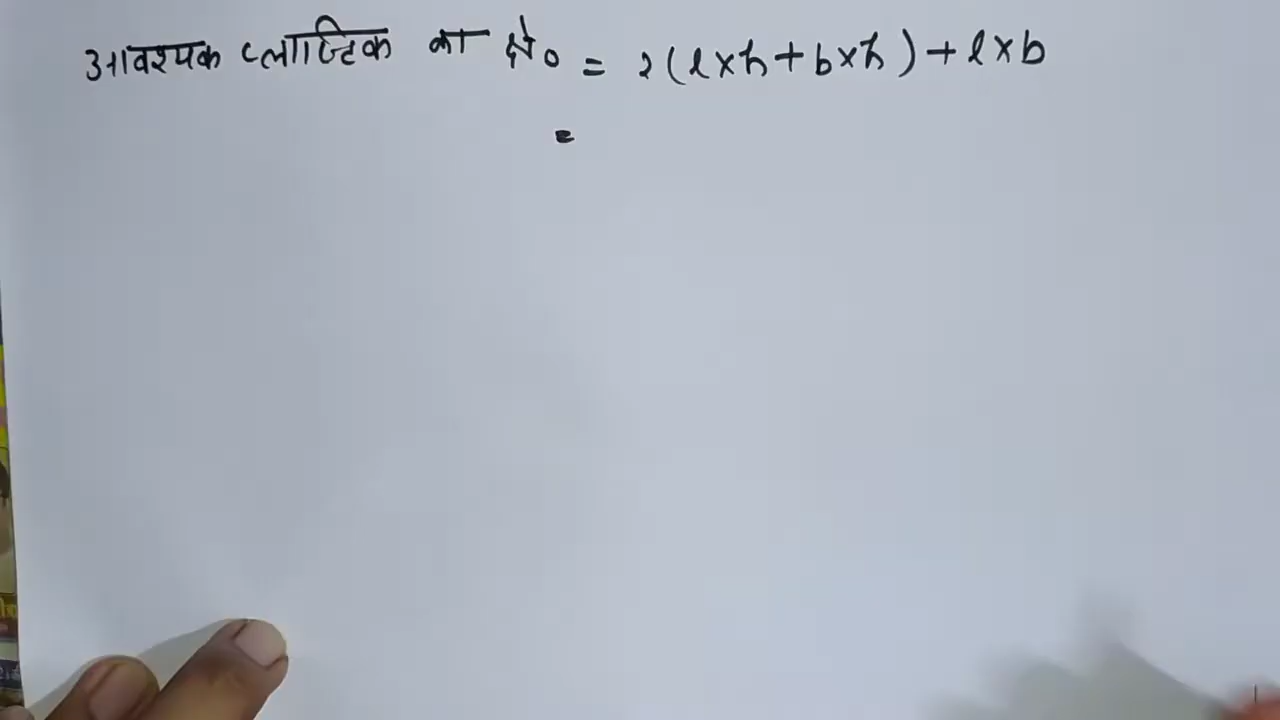 आवश्यक प्लास्टिक का क्षे० = 2(l×h+b×h)+l×b
=